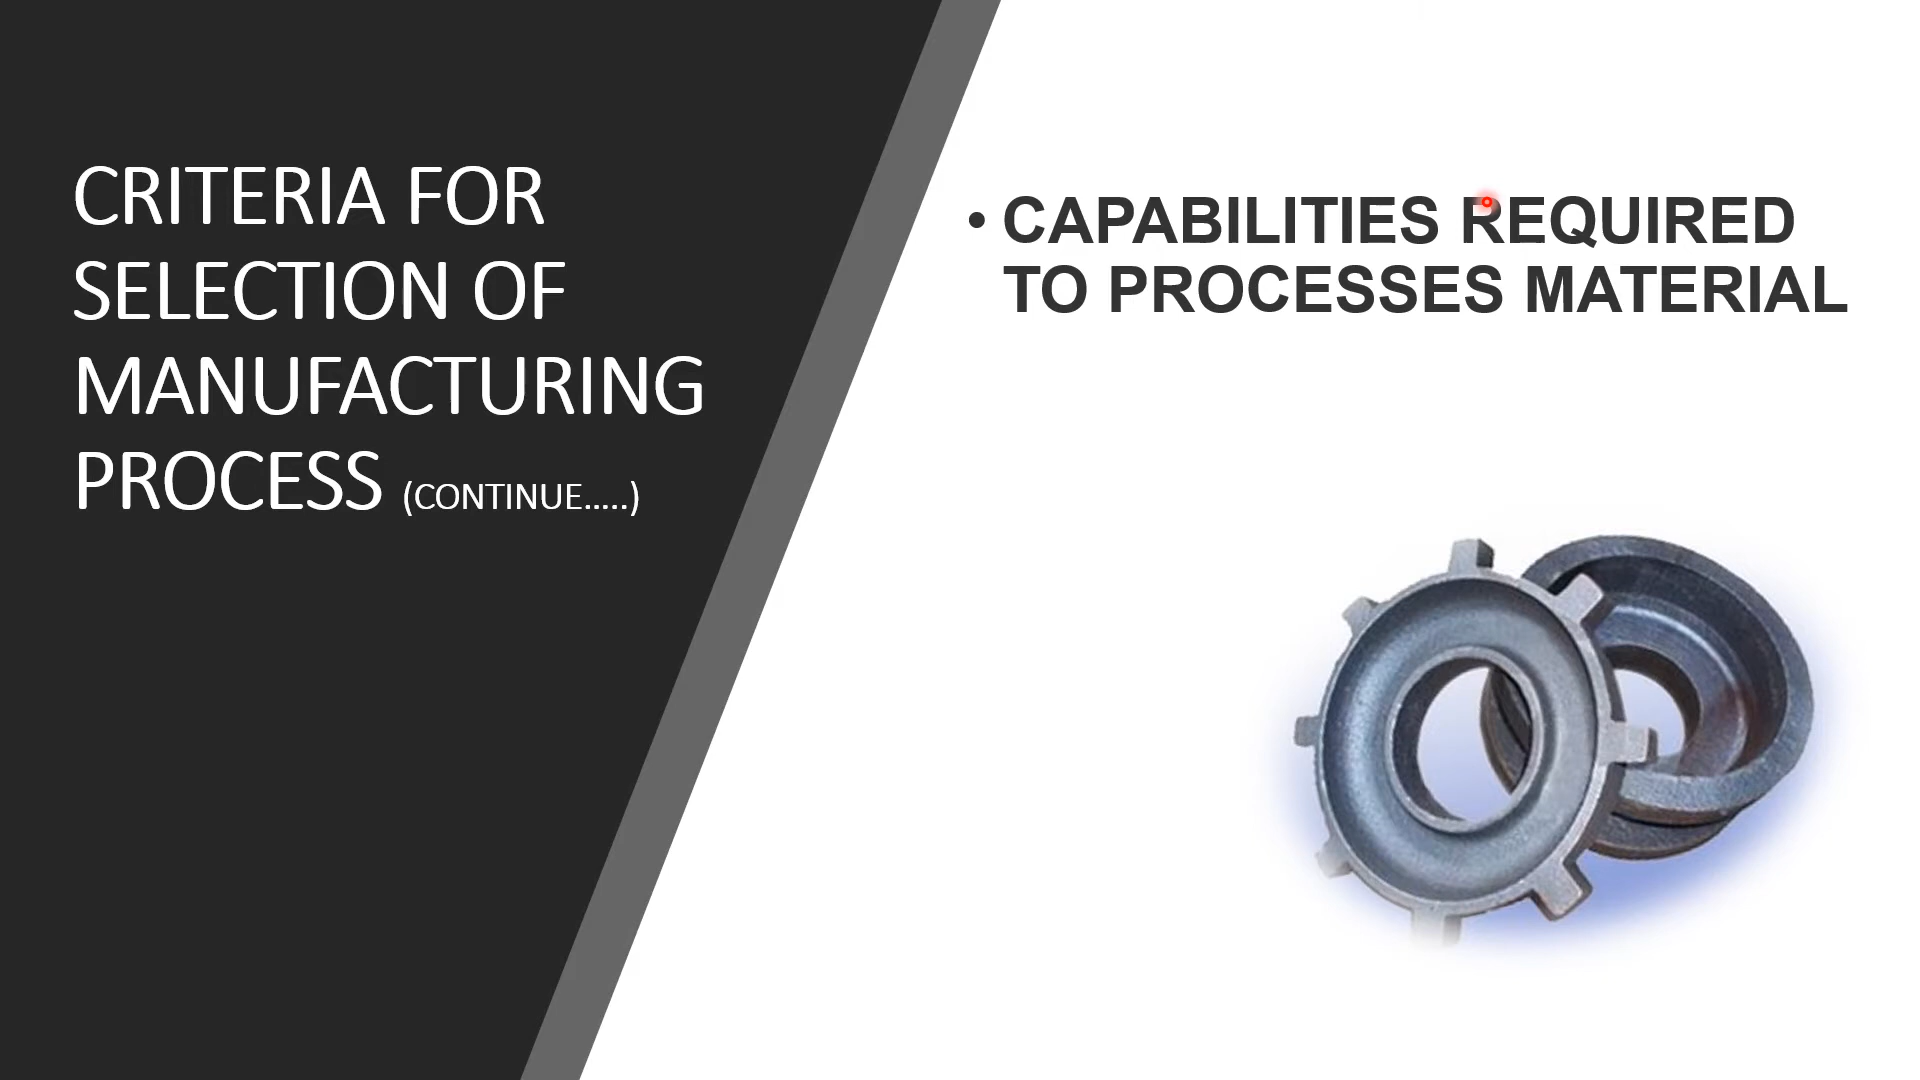 CRITERIA FOR
SELECTION OF
MANUFACTURING
PROCESS (CONTINUE…..)
• CAPABILITIES REQUIRED
TO PROCESSES MATERIAL